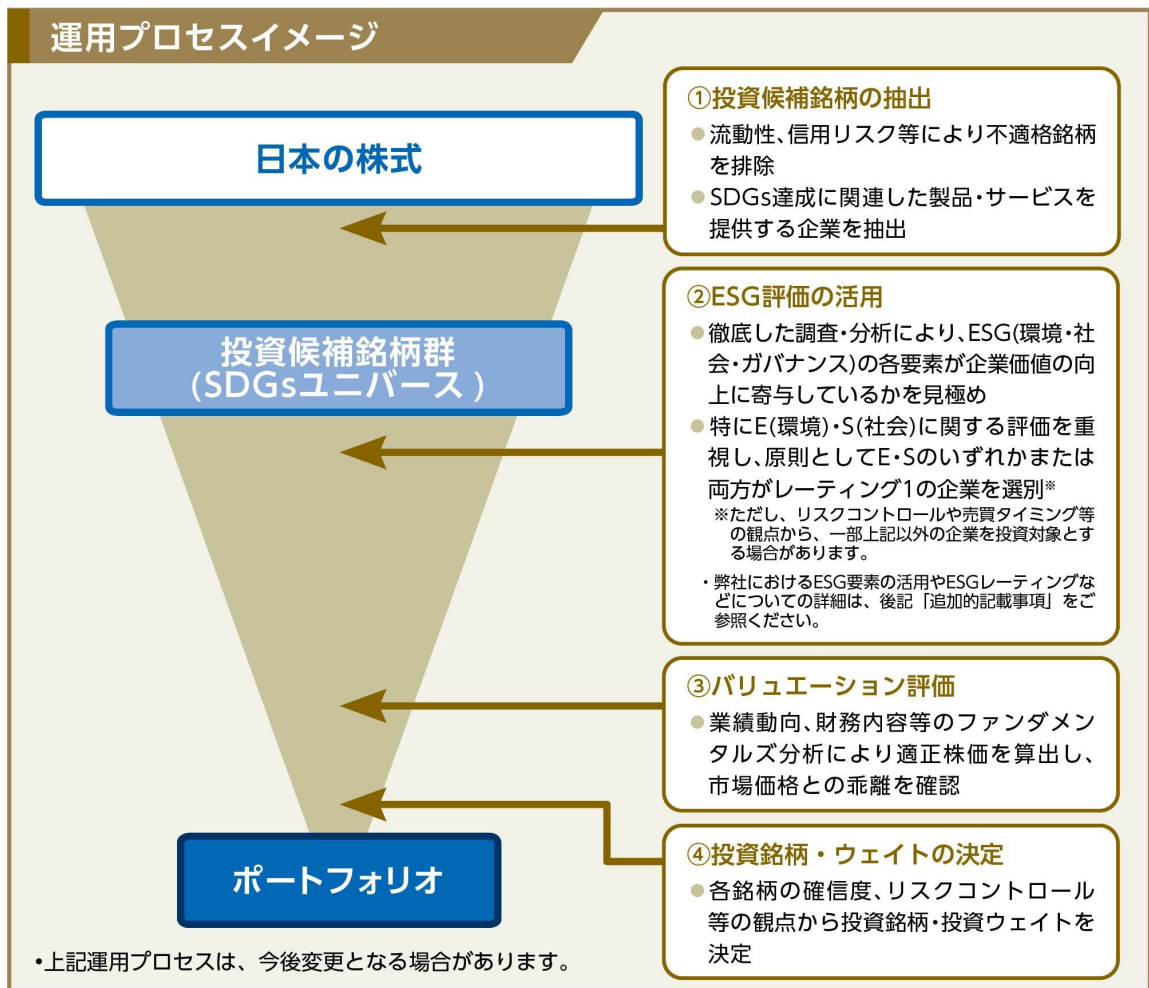 運用プロセスイメージ
日本の株式
①投資候補銘柄の抽出
●流動性、信用リスク等により不適格銘柄
を排除
●SDGs達成に関連した製品・サービスを
提供する企業を抽出
投資候補銘柄群
(SDGsユニバース)
②ESG評価の活用
●徹底した調査・分析により、ESG(環境・社
会・ガバナンス)の各要素が企業価値の向
上に寄与しているかを見極め
●特にE(環境)・S(社会)に関する評価を重
視し、原則としてE・Sのいずれかまたは
両方がレーティング1の企業を選別※
※ただし、リスクコントロールや売買タイミング等
の観点から、一部上記以外の企業を投資対象とす
る場合があります。
・弊社におけるESG要素の活用やESGレーティングな
どについての詳細は、後記「追加的記載事項」をご
参照ください。
③バリュエーション評価
●業績動向、財務内容等のファンダメン
タルズ分析により適正株価を算出し、
市場価格との乖離を確認
ポートフォリオ
④投資銘柄・ウェイトの決定
●各銘柄の確信度、リスクコントロール
等の観点から投資銘柄・投資ウェイトを
決定
•上記運用プロセスは、今後変更となる場合があります。